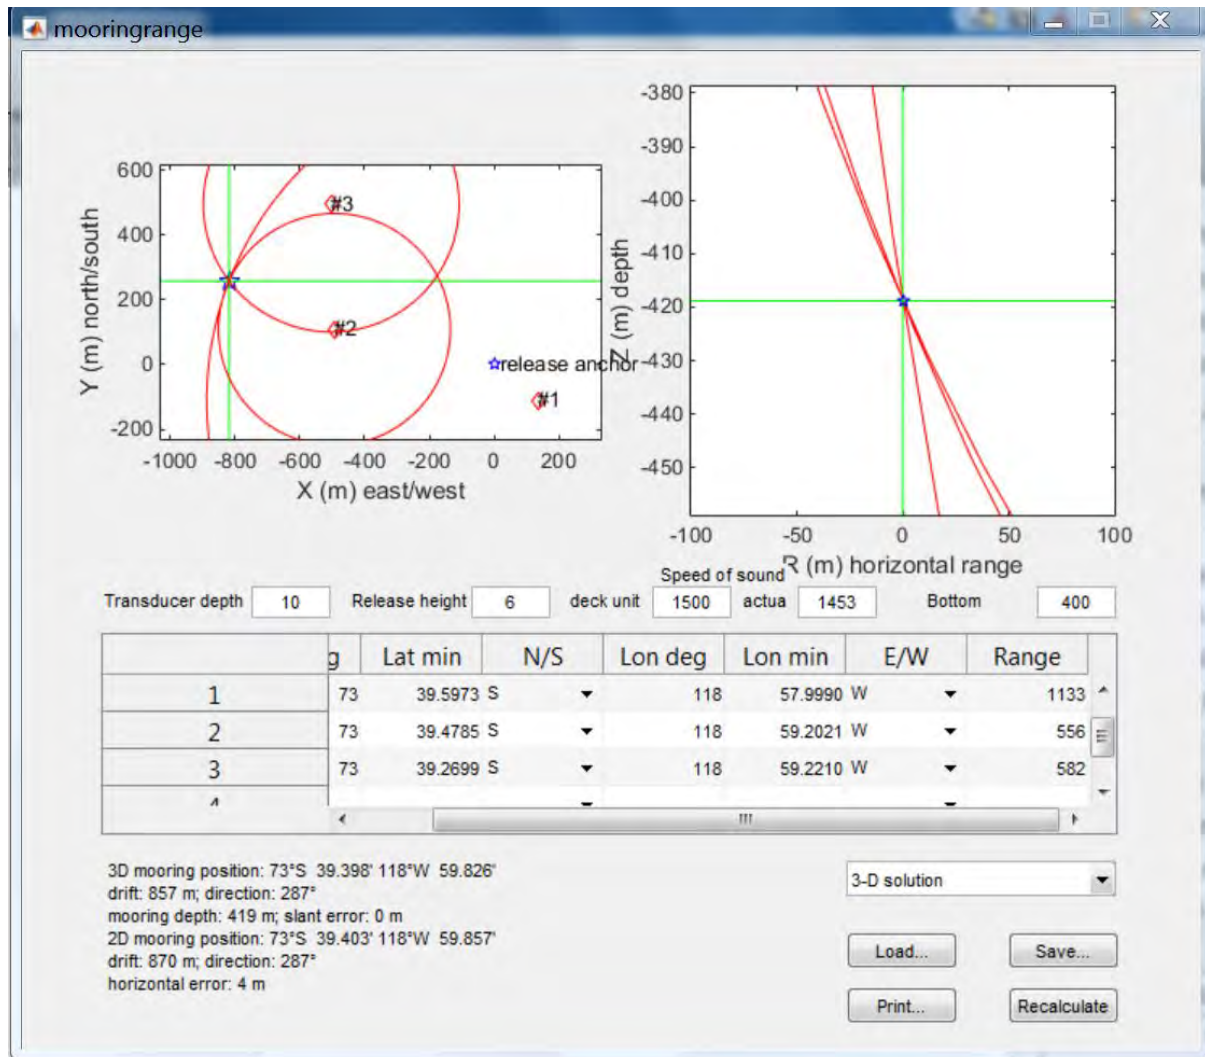 mooringrange
600
400
200
0
-200
-1000 -800 -600 -400 -200 0 200
Y (m) north/south
X (m) east/west
#3
#2
release anchor
#1
-380
-390
-400
-410
-420
-430
-440
-450
-100 -50 0 50 100
Z (m) depth
R (m) horizontal range
Speed of sound
Transducer depth 10 Release height 6 deck unit 1500 actua 1453 Bottom 400
g Lat min N/S Lon deg Lon min E/W Range
1 73 39.5973 S 118 57.9990 W 1133
2 73 39.4785 S 118 59.2021 W 556
3 73 39.2699 S 118 59.2210 W 582
3D mooring position: 73°S 39.398' 118°W 59.826'
drift: 857 m; direction: 287°
mooring depth: 419 m; slant error: 0 m
2D mooring position: 73°S 39.403' 118°W 59.857'
drift: 870 m; direction: 287°
horizontal error: 4 m
3-D solution
Load... Save...
Print... Recalculate